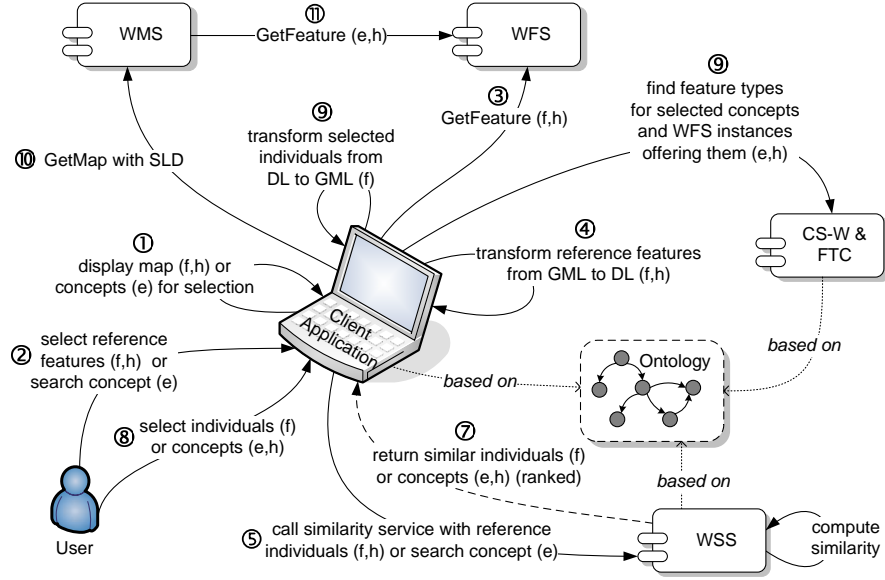 ⑪
WMS
GetFeature (e,h)
WFS
⑨
find feature types
for selected concepts
and WFS instances
offering them (e,h)
③
GetFeature (f,h)
⑨
transform selected
individuals from
DL to GML (f)
⑩ GetMap with SLD
①
display map (f,h) or
concepts (e) for selection
④
transform reference features
from GML to DL (f,h)
CS-W &
FTC
Client
Application
② select reference
features (f,h) or
search concept (e)
based on
Ontology
based on
⑧ select individuals (f)
or concepts (e,h)
⑦
return similar individuals (f)
or concepts (e,h) (ranked)
based on
User
⑤ call similarity service with reference
individuals (f,h) or search concept (e)
WSS
compute
similarity